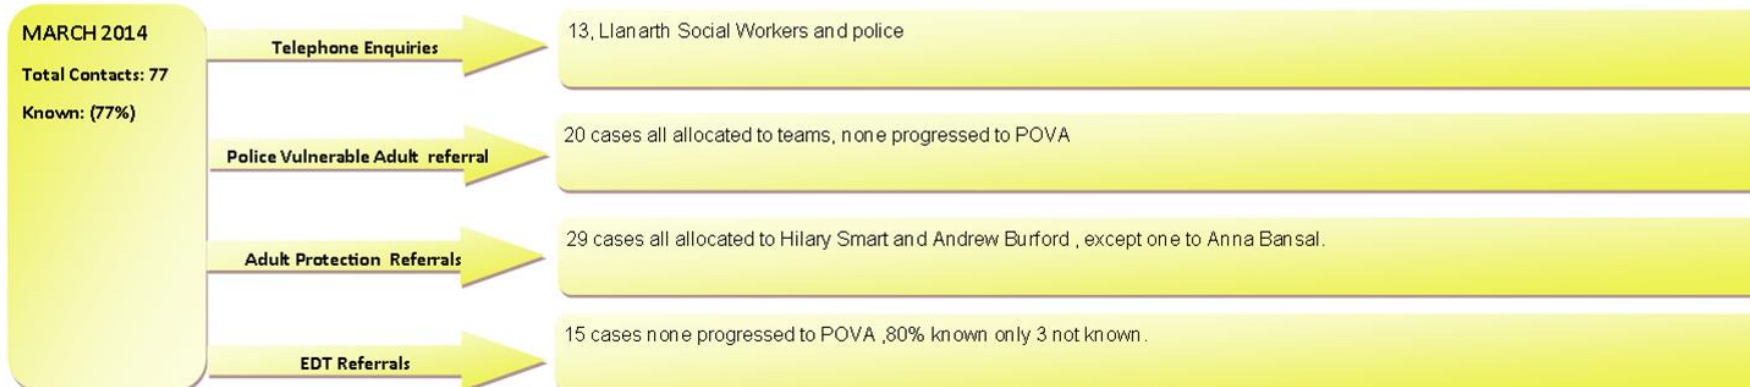 MARCH 2014
Total Contacts: 77
Known: (77%)
Telephone Enquiries
13, Llanarth Social Workers and police
Police Vulnerable Adult referral
20 cases all allocated to teams, none progressed to POVA
Adult Protection Referrals
29 cases all allocated to Hilary Smart and Andrew Burford , except one to Anna Bansal.
EDT Referrals
15 cases none progressed to POVA ,80% known only 3 not known.